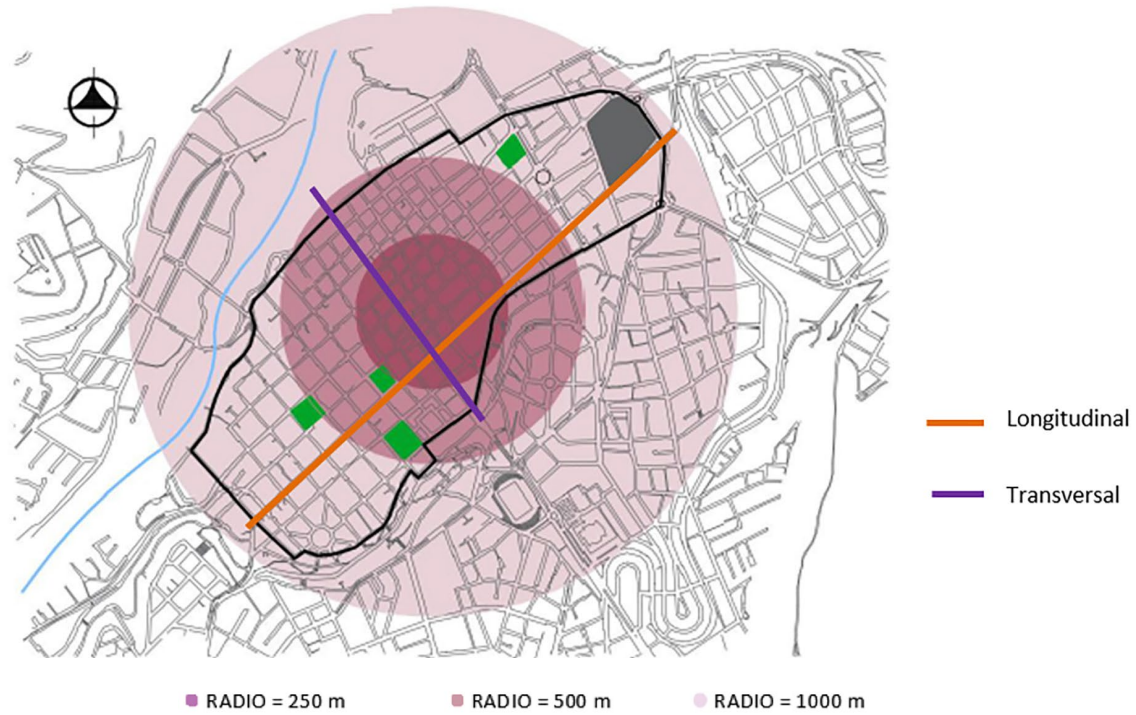 Longitudinal
Transversal
RADIO = 250 m
RADIO = 500 m
RADIO = 1000 m